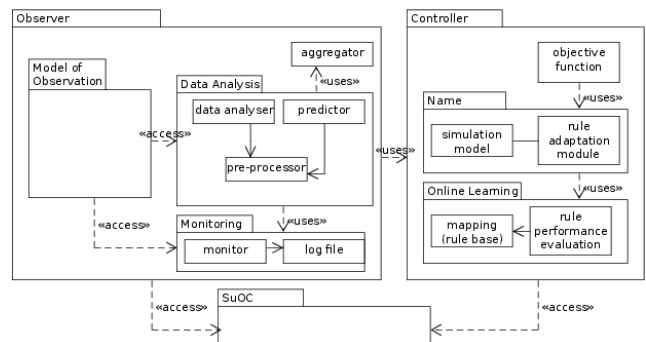 Observer
Controller
aggregator
objective
function
Model of
Observation
«uses»
Data Analysis
«uses»
Name
data analyser
predictor
simulation
model
rule
adaptation
module
«access»
«uses»
pre-processor
«uses»
Online Learning
«access»
Monitoring
«uses»
mapping
(rule base)
rule
performance
evaluation
monitor
log file
SuOC
«access»
«access»